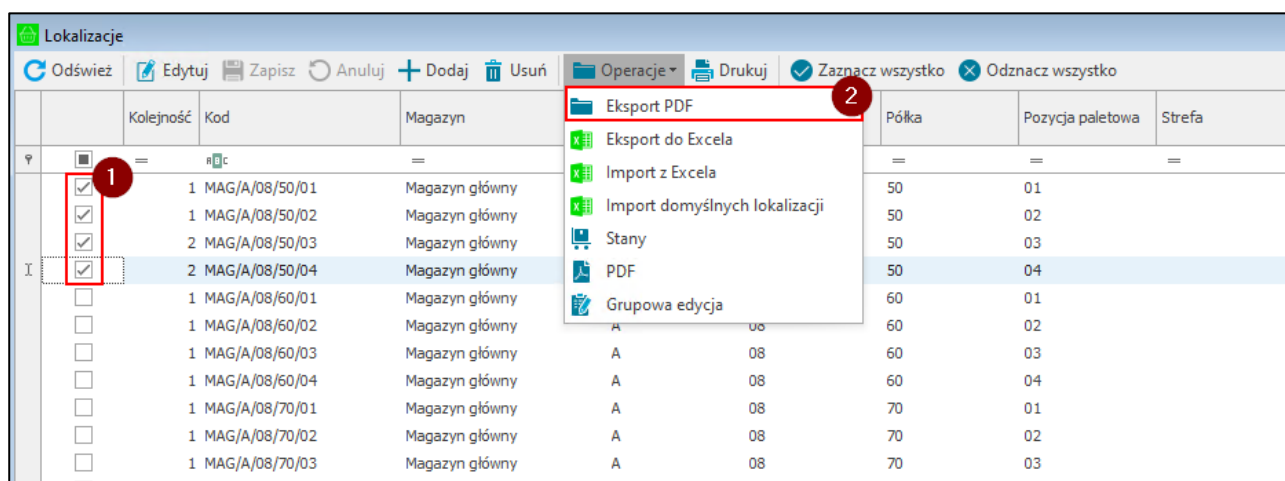 Lokalizacje
Odśwież Edytuj Zapisz Anuluj Dodaj Usuń Operacje Drukuj Zaznacz wszystko Odznacz wszystko
Kolejność Kod Magazyn Półka Pozycja paletowa Strefa
Eksport PDF 2
Eksport do Excela
Import z Excela
Import domyślnych lokalizacji
Stany
PDF
Grupowa edycja
= ABC = = = =
1
1 MAG/A/08/50/01 Magazyn główny 50 01
1 MAG/A/08/50/02 Magazyn główny 50 02
2 MAG/A/08/50/03 Magazyn główny 50 03
2 MAG/A/08/50/04 Magazyn główny 50 04
1 MAG/A/08/60/01 Magazyn główny 60 01
1 MAG/A/08/60/02 Magazyn główny A 08 60 02
1 MAG/A/08/60/03 Magazyn główny A 08 60 03
1 MAG/A/08/60/04 Magazyn główny A 08 60 04
1 MAG/A/08/70/01 Magazyn główny A 08 70 01
1 MAG/A/08/70/02 Magazyn główny A 08 70 02
1 MAG/A/08/70/03 Magazyn główny A 08 70 03